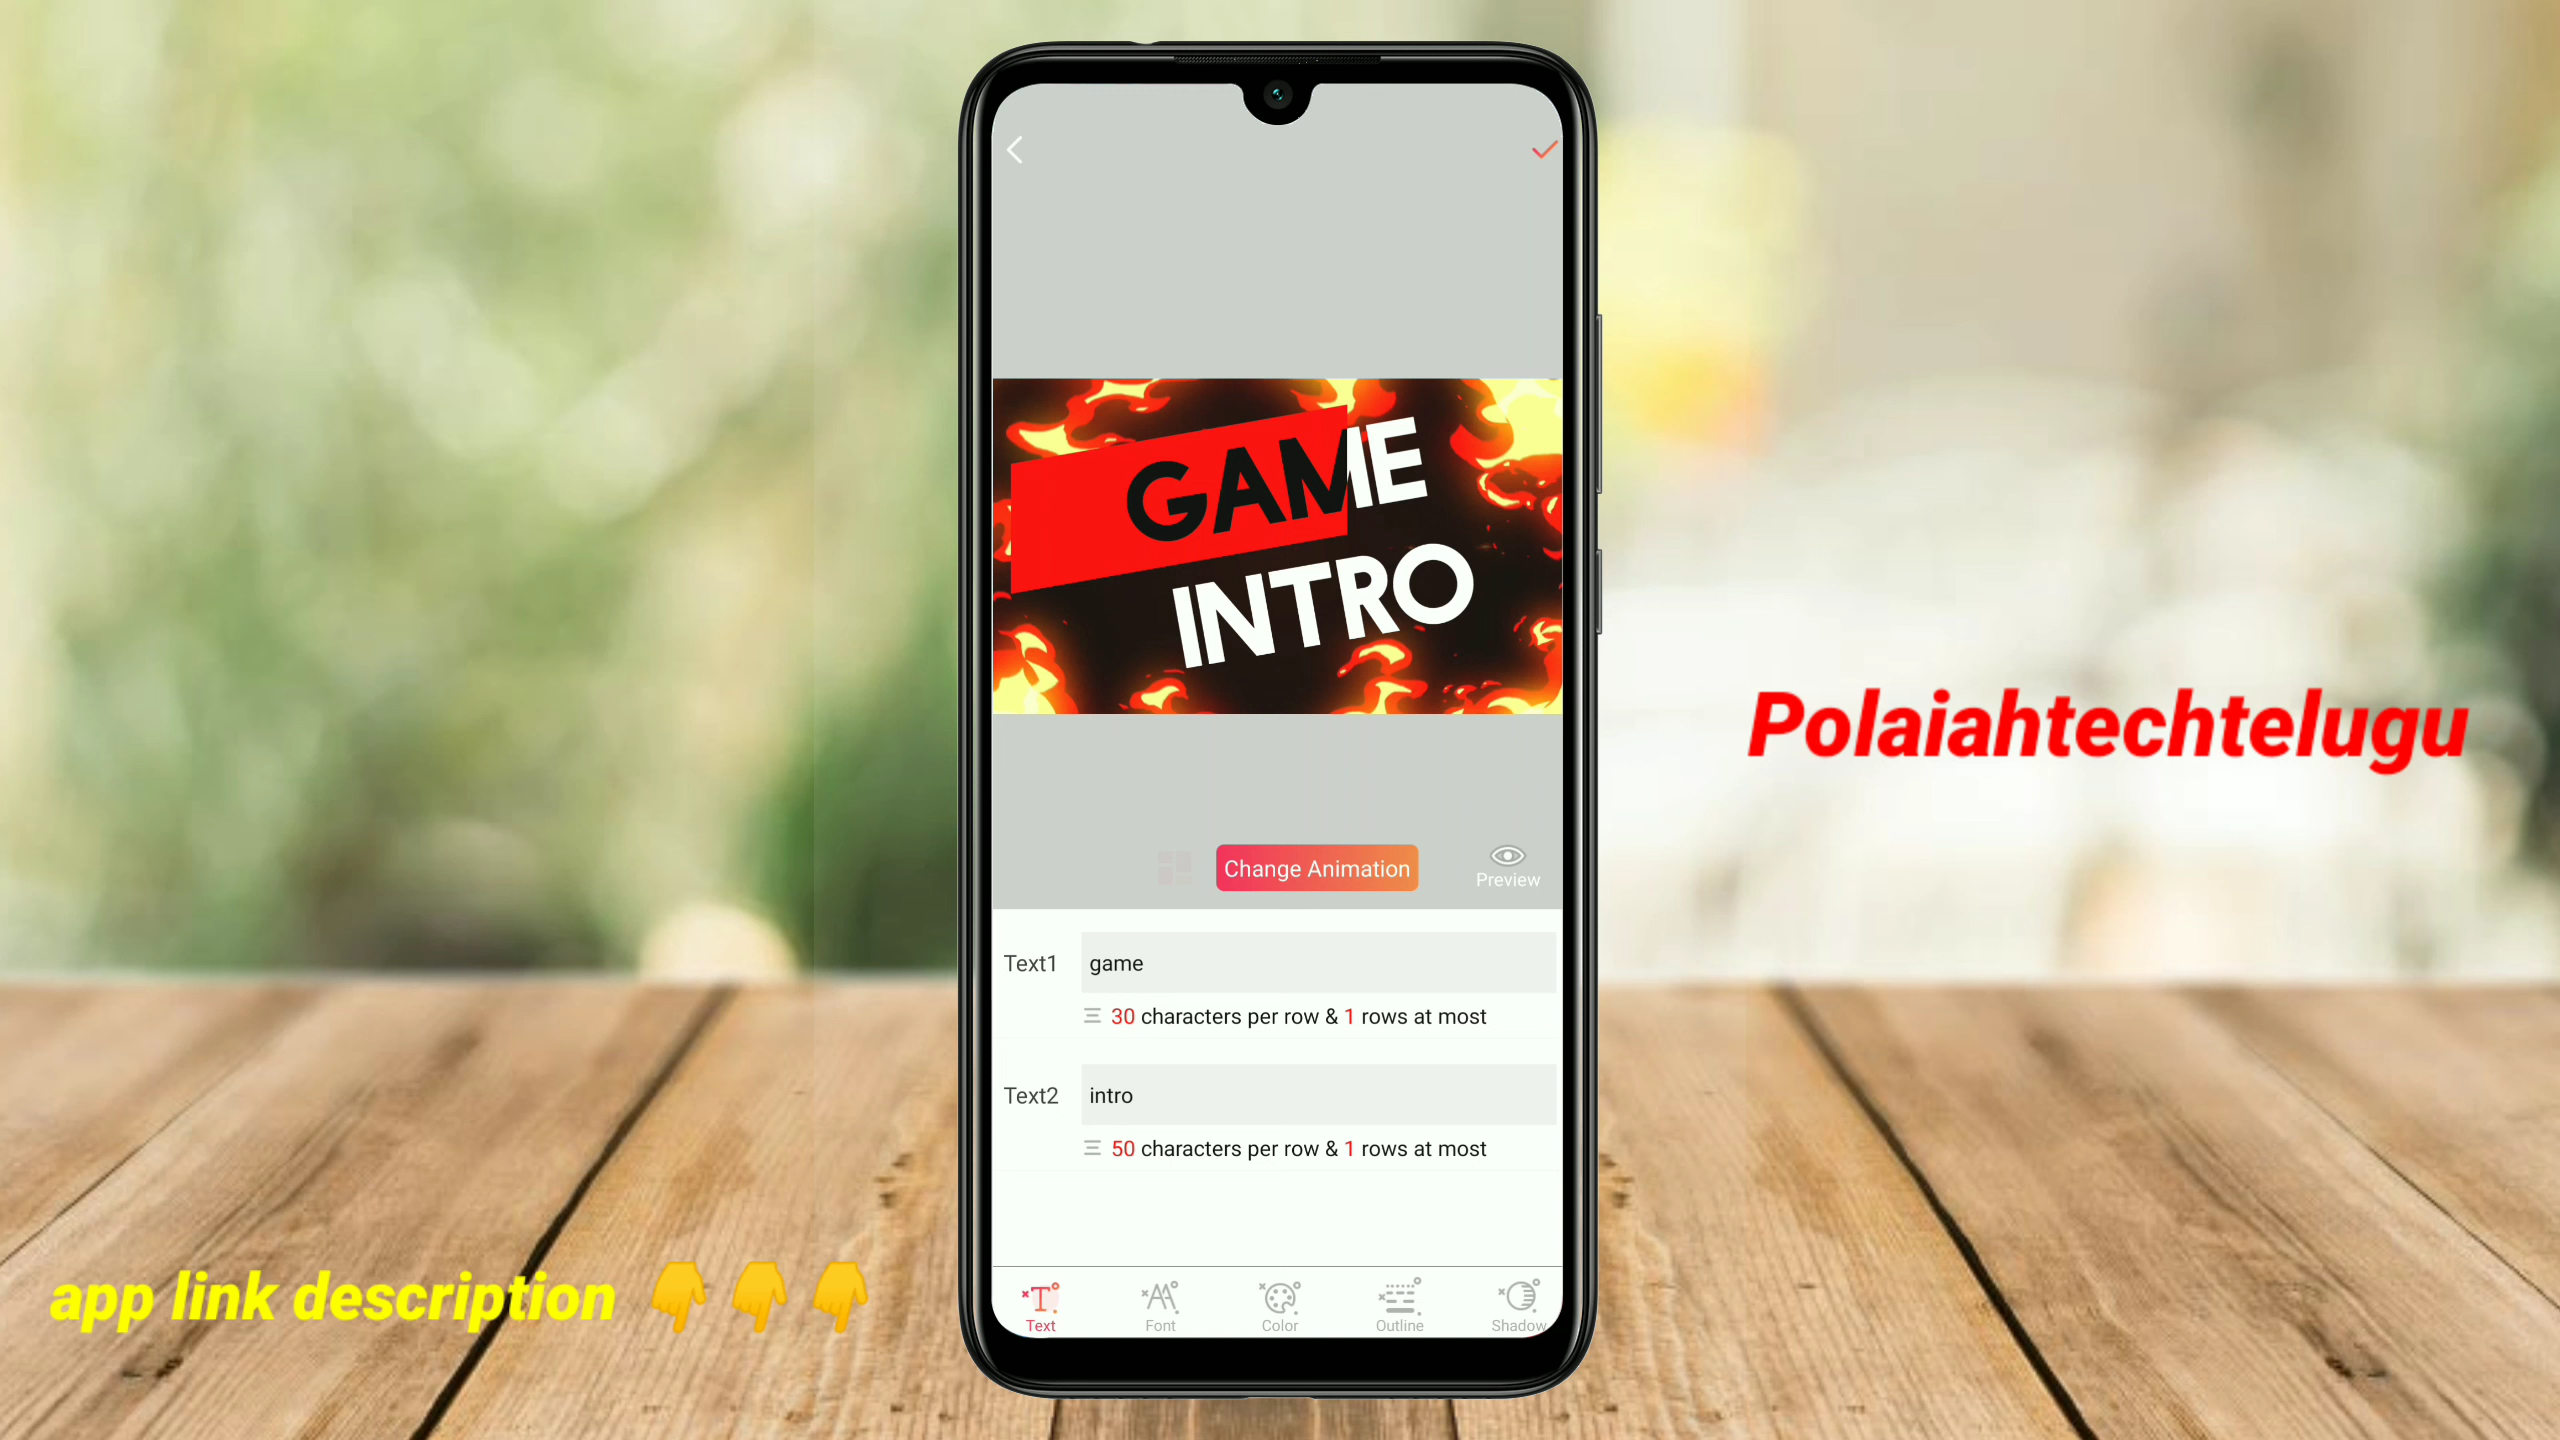 GAME
INTRO
Polaiahtechtelugu
Change Animation
Preview
Text1
game
30 characters per row & 1 rows at most
Text2
intro
50 characters per row & 1 rows at most
app link description 👇👇👇
Text
Font
Color
Outline
Shadow